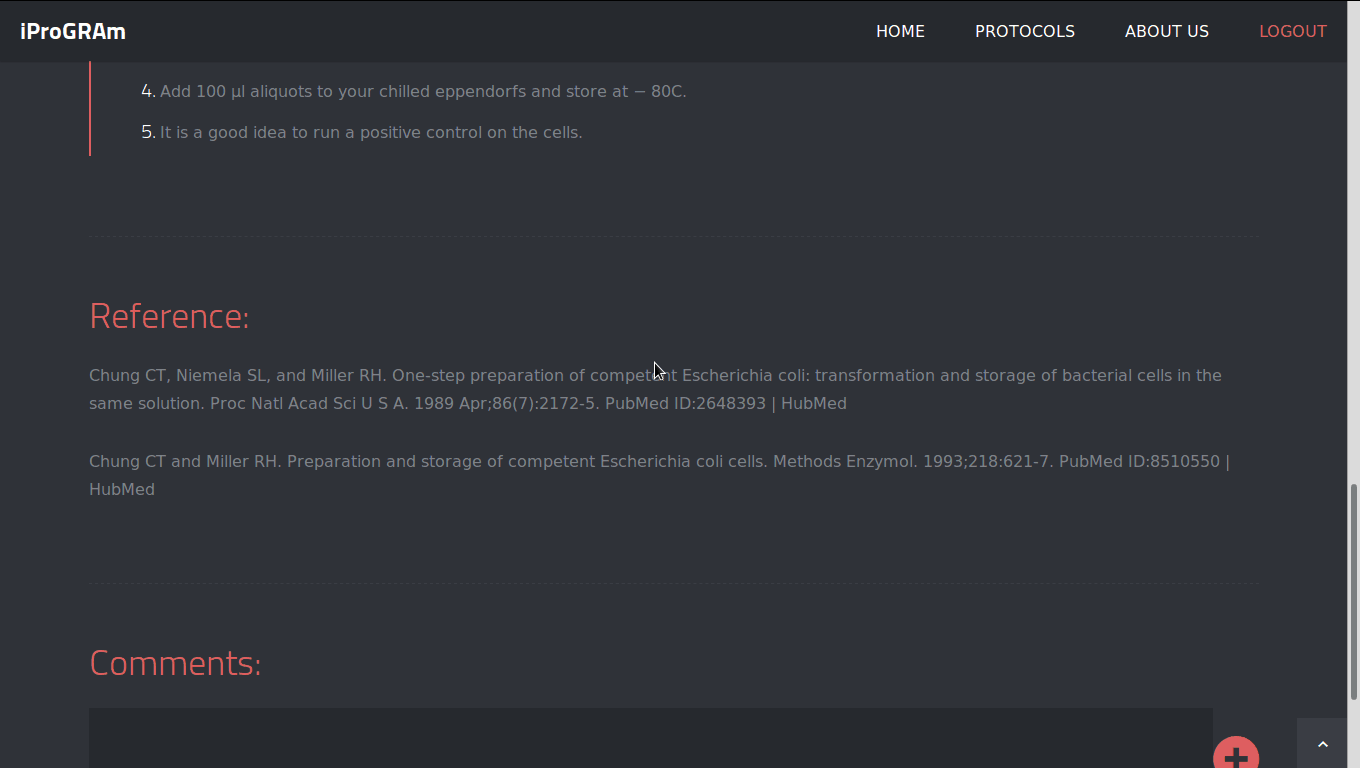 iProGRAm HOME PROTOCOLS ABOUT US LOGOUT
4. Add 100 µl aliquots to your chilled eppendorfs and store at − 80C.
5. It is a good idea to run a positive control on the cells.
Reference:
Chung CT, Niemela SL, and Miller RH. One-step preparation of competent Escherichia coli: transformation and storage of bacterial cells in the
same solution. Proc Natl Acad Sci U S A. 1989 Apr;86(7):2172-5. PubMed ID:2648393 | HubMed
Chung CT and Miller RH. Preparation and storage of competent Escherichia coli cells. Methods Enzymol. 1993;218:621-7. PubMed ID:8510550 |
HubMed
Comments: